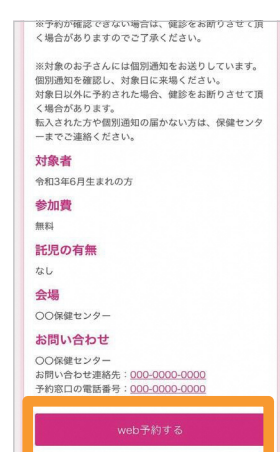 ※予約が確認できない場合は、健診をお断りさせて頂
く場合がありますのでご了承ください。
※対象のお子さんには個別通知をお送りしています。
個別通知を確認し、対象日に来場ください。
対象日以外に予約された場合、健診をお断りさせて頂
く場合があります。
転入された方や個別通知の届かない方は、保健センタ
ーまでご連絡ください。
対象者
令和3年6月生まれの方
参加費
無料
託児の有無
なし
会場
〇〇保健センター
お問い合わせ
〇〇保健センター
お問い合わせ連絡先：000-0000-0000
予約窓口の電話番号：000-0000-0000
web予約する